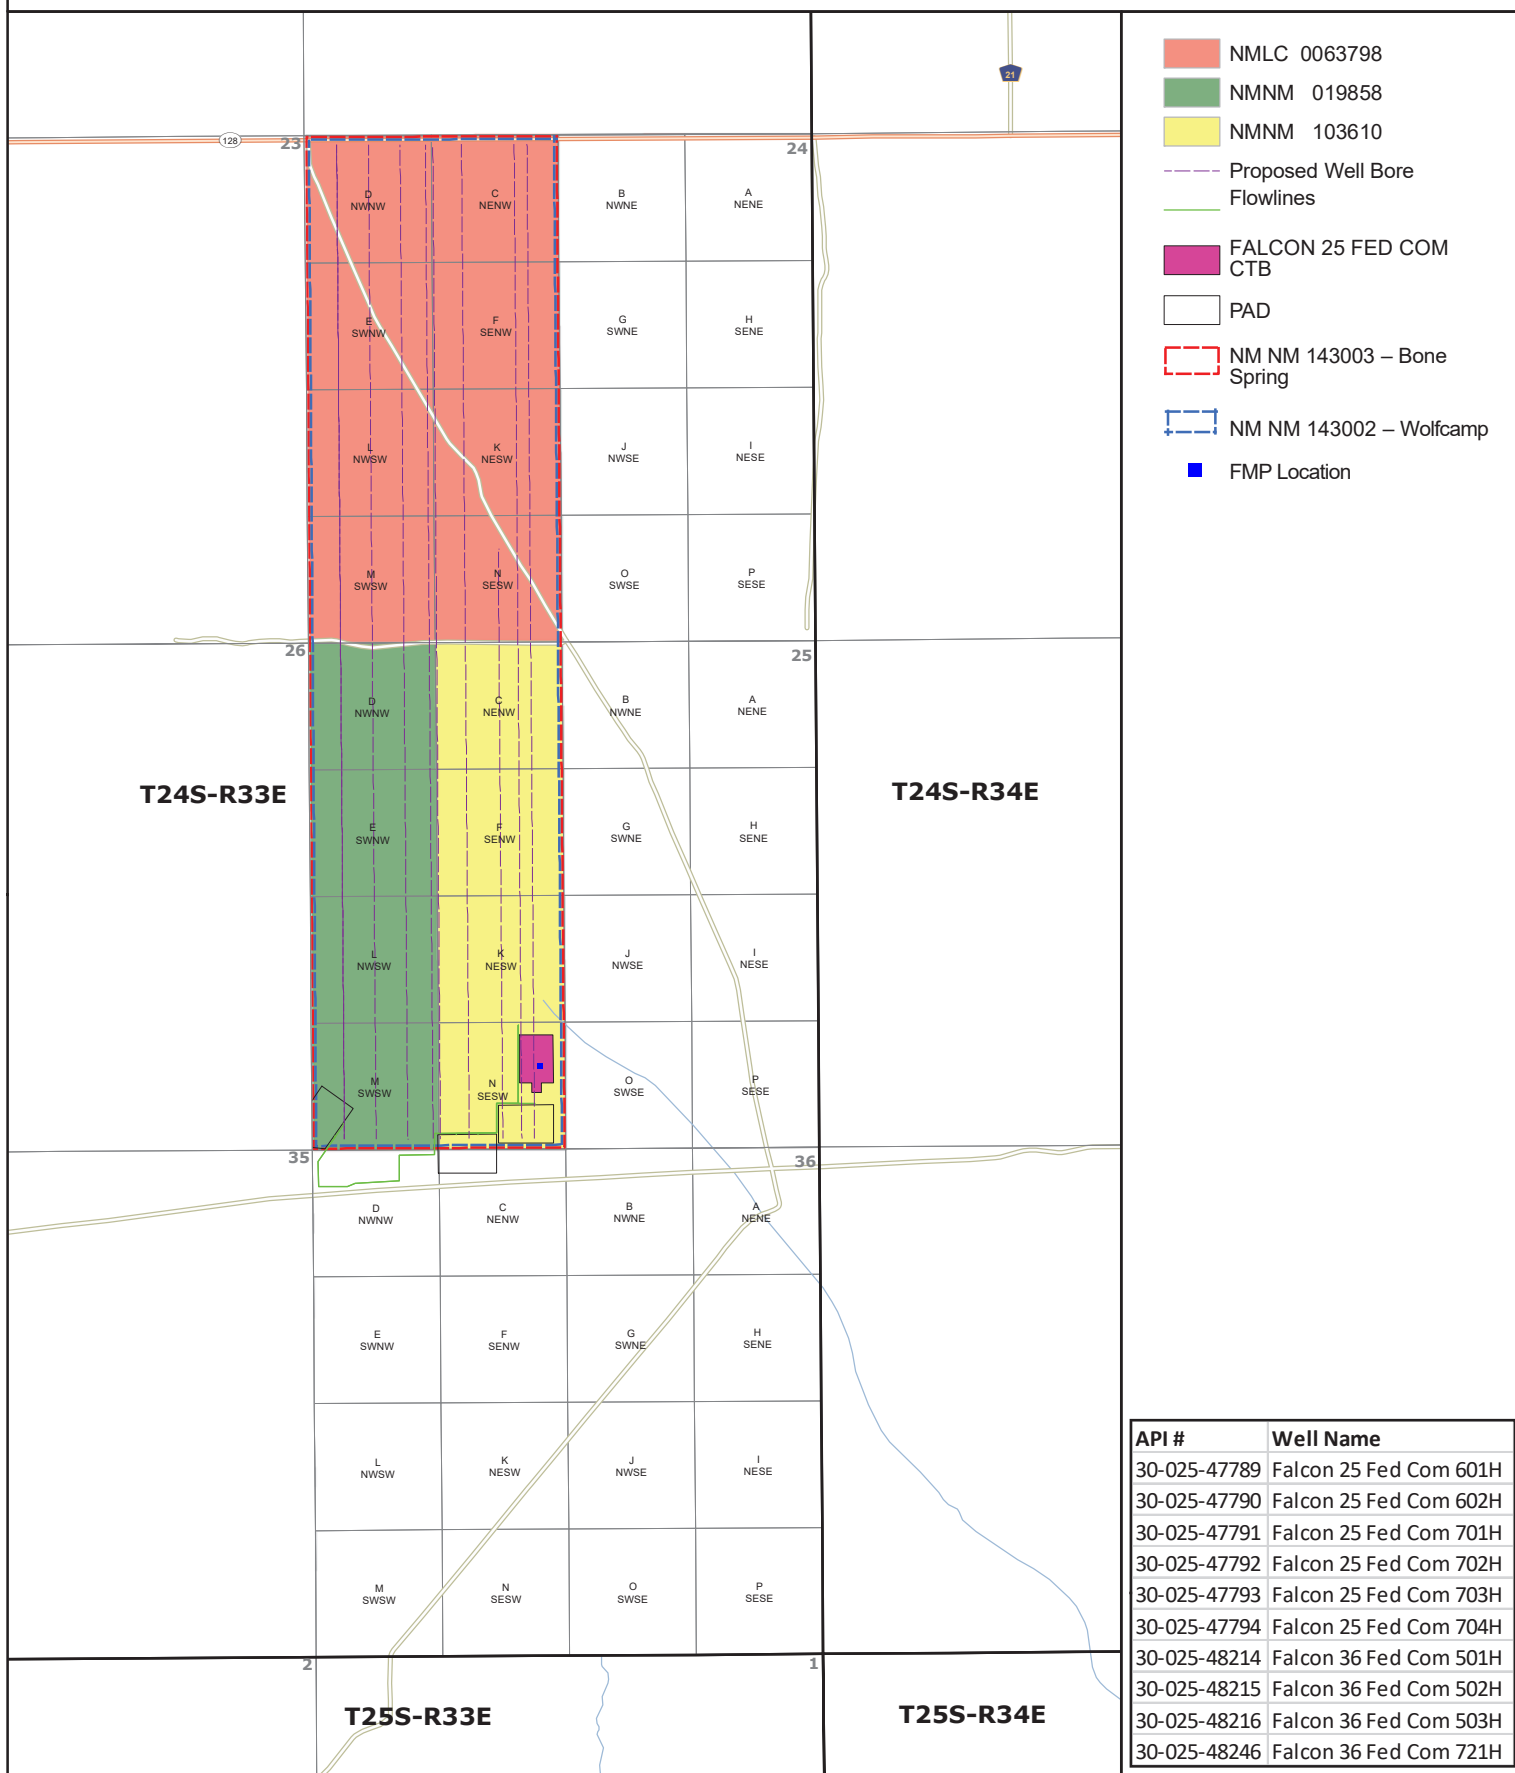 21
NMLC 0063798
NMNM 019858
NMNM 103610
Proposed Well Bore
Flowlines
FALCON 25 FED COM
CTB
PAD
NM NM 143003 – Bone
Spring
NM NM 143002 – Wolfcamp
FMP Location
128
23
24
D
NWNW
C
NENW
B
NWNE
A
NENE
E
SWNW
F
SENW
G
SWNE
H
SENE
L
NWSW
K
NESW
J
NWSE
I
NESE
M
SWSW
N
SESW
O
SWSE
P
SESE
26
25
D
NWNW
C
NENW
B
NWNE
A
NENE
T24S-R33E
T24S-R34E
E
SWNW
F
SENW
G
SWNE
H
SENE
L
NWSW
K
NESW
J
NWSE
I
NESE
M
SWSW
N
SESW
O
SWSE
P
SESE
35
36
D
NWNW
C
NENW
B
NWNE
A
NENE
E
SWNW
F
SENW
G
SWNE
H
SENE
L
NWSW
K
NESW
J
NWSE
I
NESE
M
SWSW
N
SESW
O
SWSE
P
SESE
2
1
T25S-R33E
T25S-R34E
API # Well Name
30-025-47789 Falcon 25 Fed Com 601H
30-025-47790 Falcon 25 Fed Com 602H
30-025-47791 Falcon 25 Fed Com 701H
30-025-47792 Falcon 25 Fed Com 702H
30-025-47793 Falcon 25 Fed Com 703H
30-025-47794 Falcon 25 Fed Com 704H
30-025-48214 Falcon 36 Fed Com 501H
30-025-48215 Falcon 36 Fed Com 502H
30-025-48216 Falcon 36 Fed Com 503H
30-025-48246 Falcon 36 Fed Com 721H